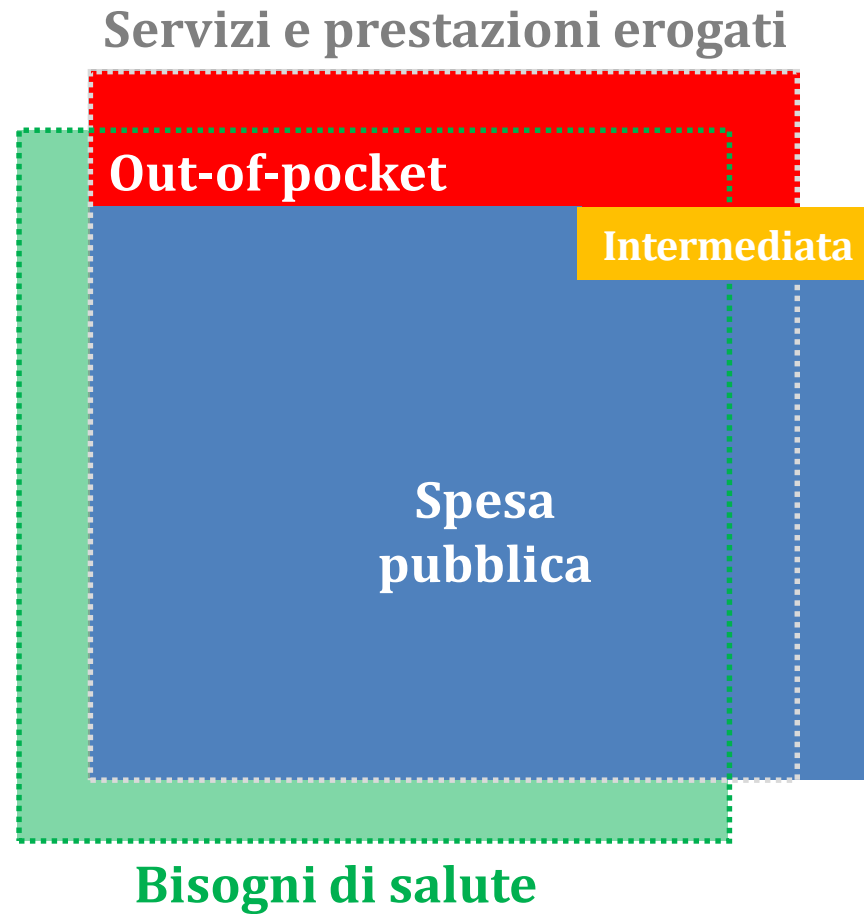 Servizi e prestazioni erogati
Out-of-pocket
Intermediata
Spesa
pubblica
Bisogni di salute